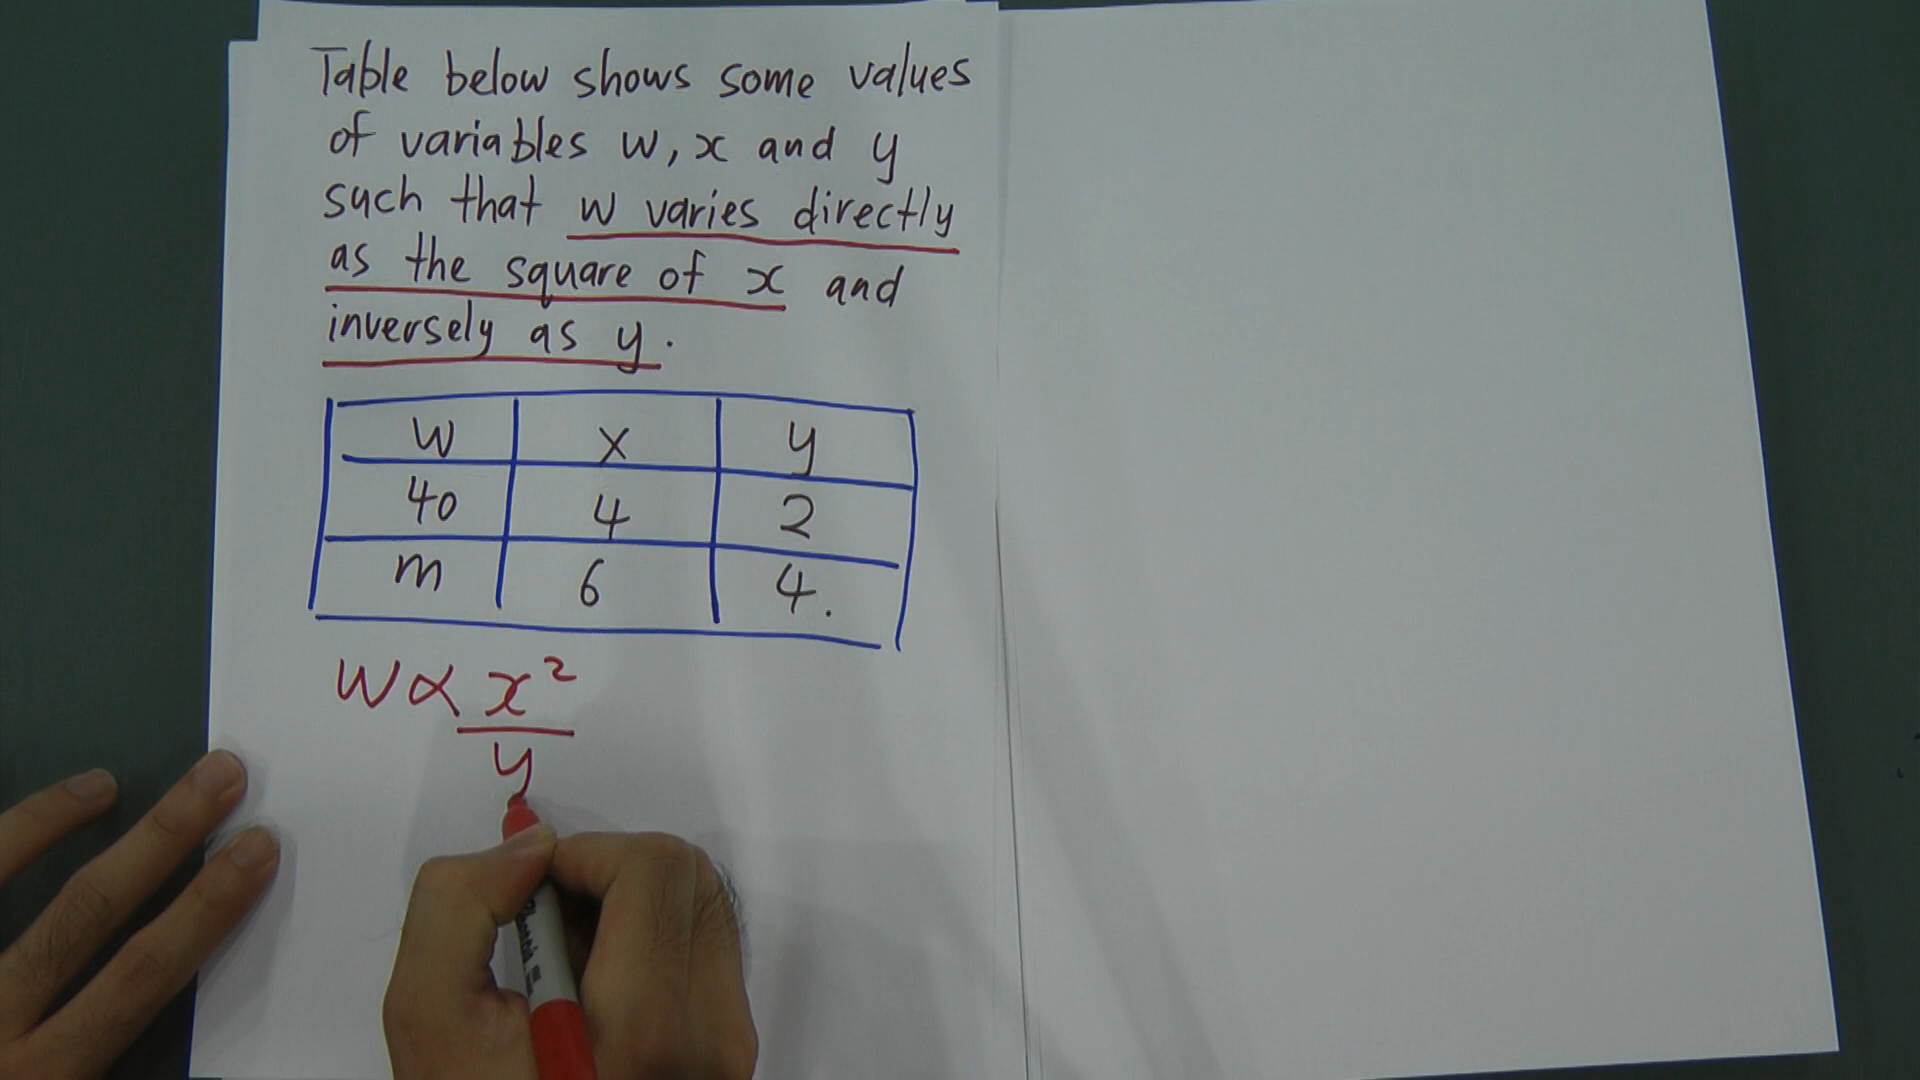 Table below shows some values
of variables w, x and y
such that w varies directly
as the square of x and
inversely as y.
w x y
40 4 2
m 6 4.
w ∝ x²
y